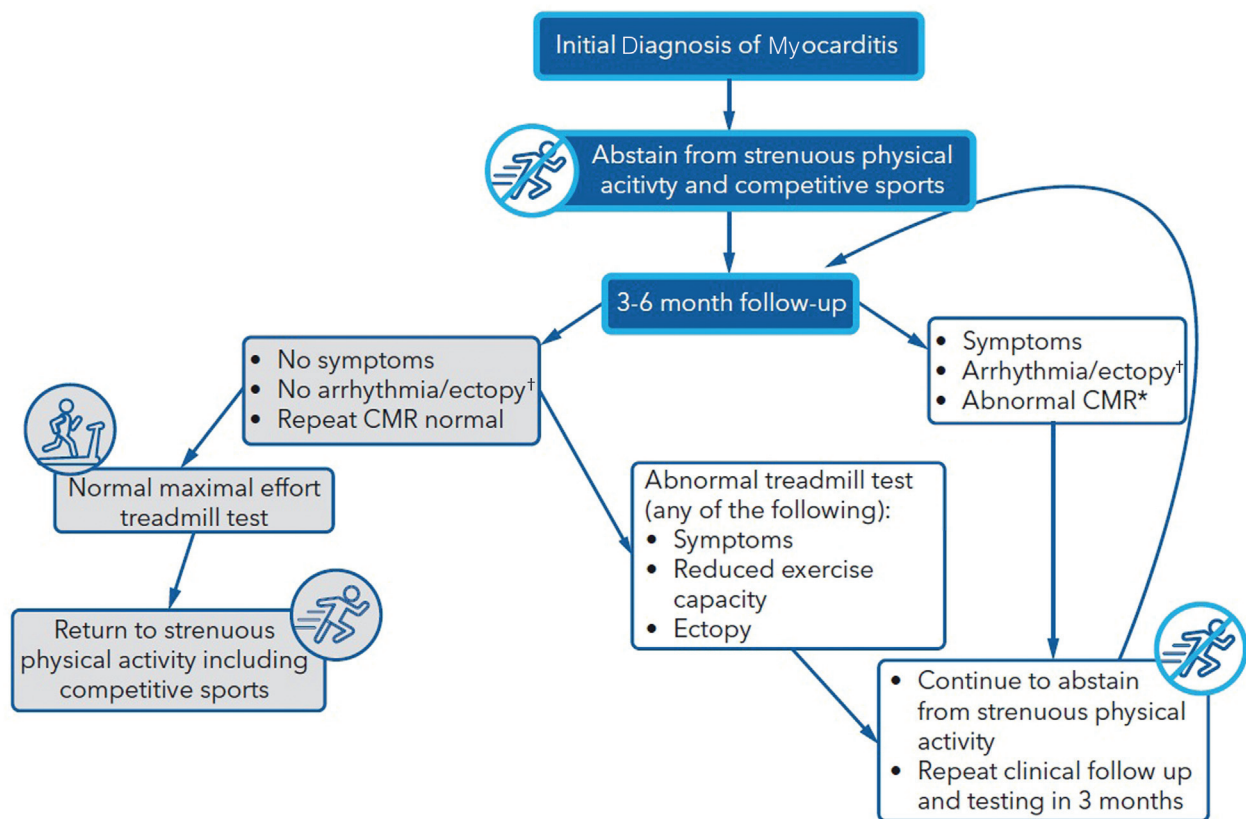 Initial Diagnosis of Myocarditis
Abstain from strenuous physical
acitivty and competitive sports
3-6 month follow-up
• No symptoms
• No arrhythmia/ectopy†
• Repeat CMR normal
• Symptoms
• Arrhythmia/ectopy†
• Abnormal CMR*
Normal maximal effort
treadmill test
Abnormal treadmill test
(any of the following):
• Symptoms
• Reduced exercise
capacity
• Ectopy
Return to strenuous
physical activity including
competitive sports
• Continue to abstain
from strenuous physical
activity
• Repeat clinical follow up
and testing in 3 months